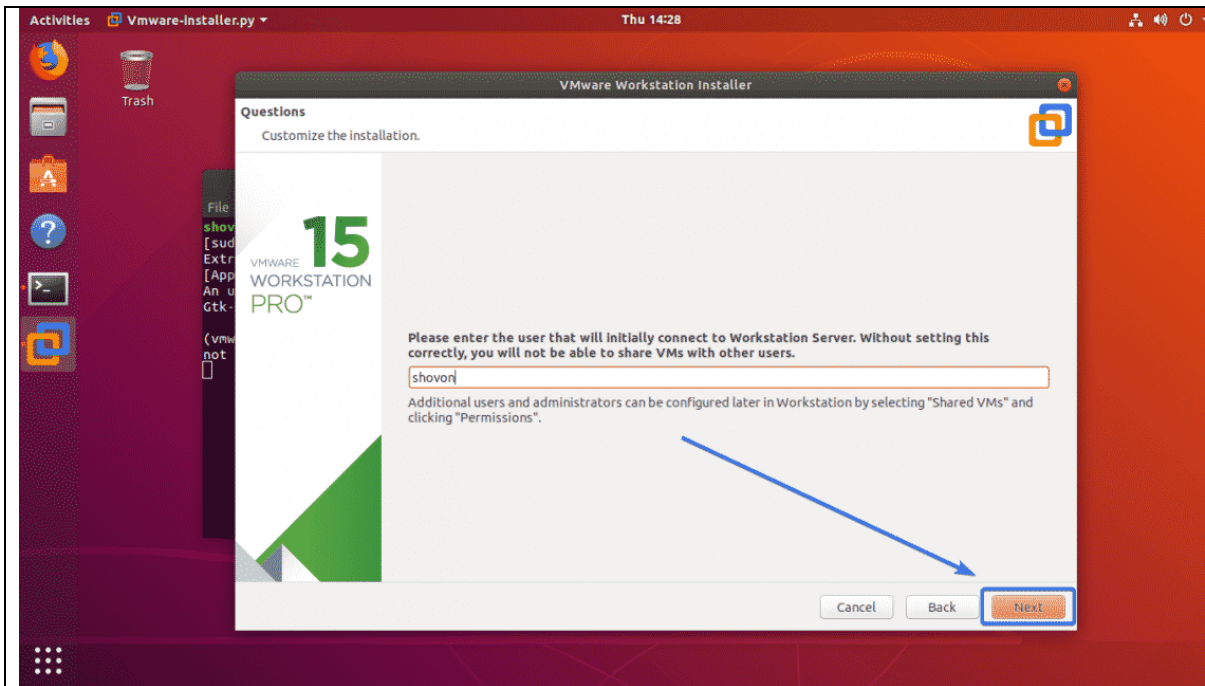 Activities Vmware-installer.py Thu 14:28
Trash
VMware Workstation Installer
Questions
Customize the installation.
File
shov
[sud
Extr
[App
An u
Gtk-
(vmw
not
15
VMWARE
WORKSTATION
PRO™
Please enter the user that will initially connect to Workstation Server. Without setting this
correctly, you will not be able to share VMs with other users.
shovon
Additional users and administrators can be configured later in Workstation by selecting "Shared VMs" and
clicking "Permissions".
Cancel Back Next